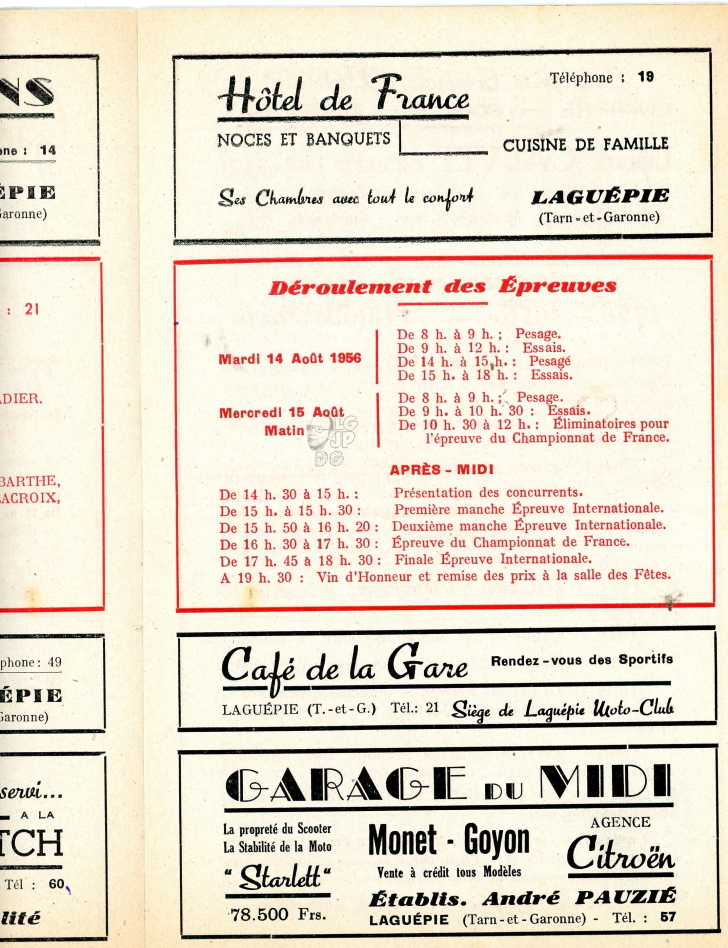 NS
one : 14
ÉPIE
Garonne)
: 21
ADIER.
BARTHE,
LACROIX,
phone : 49
ÉPIE
Garonne)
servi...
A LA
TCH
Tél : 60
lité
Hôtel de France
Téléphone : 19
NOCES ET BANQUETS
CUISINE DE FAMILLE
Ses Chambres avec tout le confort
LAGUÉPIE
(Tarn-et-Garonne)
Déroulement des Épreuves
Mardi 14 Août 1956
De 8 h. à 9 h. ; Pesage.
De 9 h. à 12 h. : Essais.
De 14 h. à 15 h. : Pesage
De 15 h. à 18 h. : Essais.
Mercredi 15 Août
Matin
De 8 h. à 9 h. ; Pesage.
De 9 h. à 10 h. 30 : Essais.
De 10 h. 30 à 12 h. : Éliminatoires pour
l'épreuve du Championnat de France.
LG
JP
DG
APRÈS - MIDI
De 14 h. 30 à 15 h. : Présentation des concurrents.
De 15 h. à 15 h. 30 : Première manche Épreuve Internationale.
De 15 h. 50 à 16 h. 20 : Deuxième manche Épreuve Internationale.
De 16 h. 30 à 17 h. 30 : Épreuve du Championnat de France.
De 17 h. 45 à 18 h. 30 : Finale Épreuve Internationale.
A 19 h. 30 : Vin d'Honneur et remise des prix à la salle des Fêtes.
Café de la Gare
Rendez-vous des Sportifs
LAGUÉPIE (T.-et-G.) Tél.: 21 Siège de Laguépie Moto-Club
GARAGE DU MIDI
La propreté du Scooter
La Stabilité de la Moto
" Starlett "
78.500 Frs.
Monet - Goyon
Vente à crédit tous Modèles
AGENCE
Citroën
Établis. André PAUZIÉ
LAGUÉPIE (Tarn-et-Garonne) - Tél. : 57